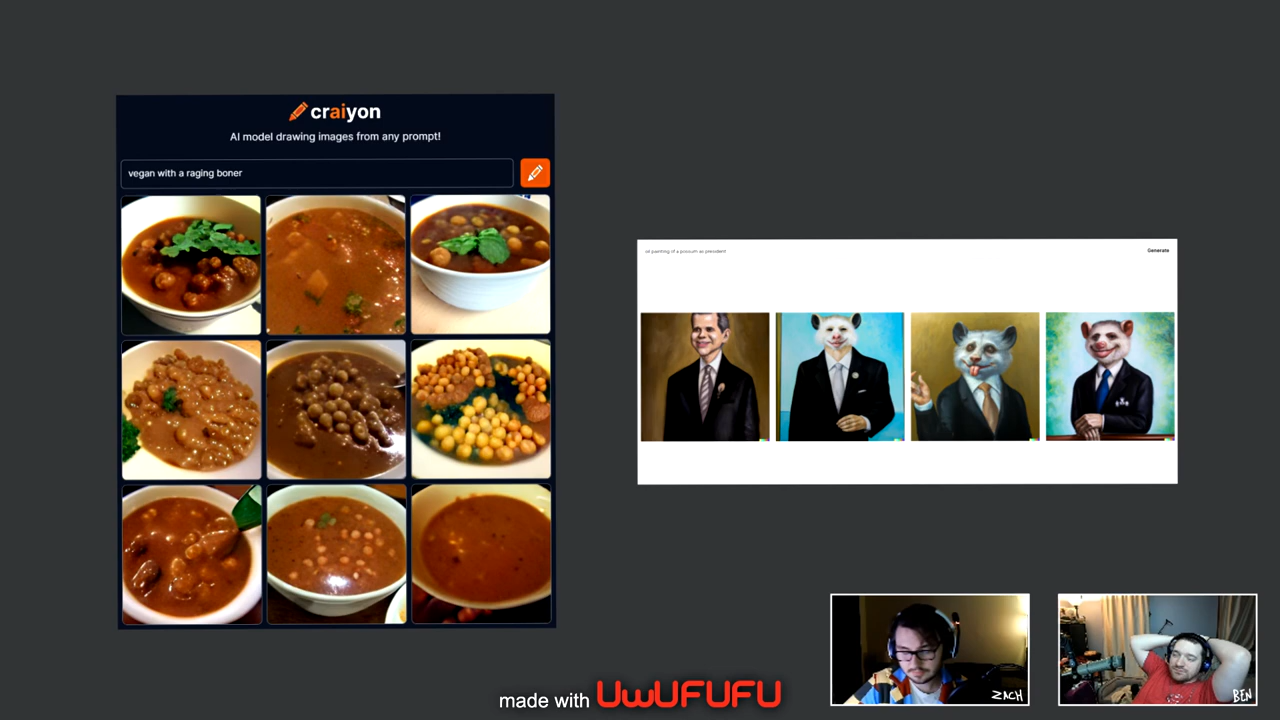 craiyon
AI model drawing images from any prompt!
vegan with a raging boner
oil painting of a possum as president
Generate
ZACH
BEN
made with UwUFUFU